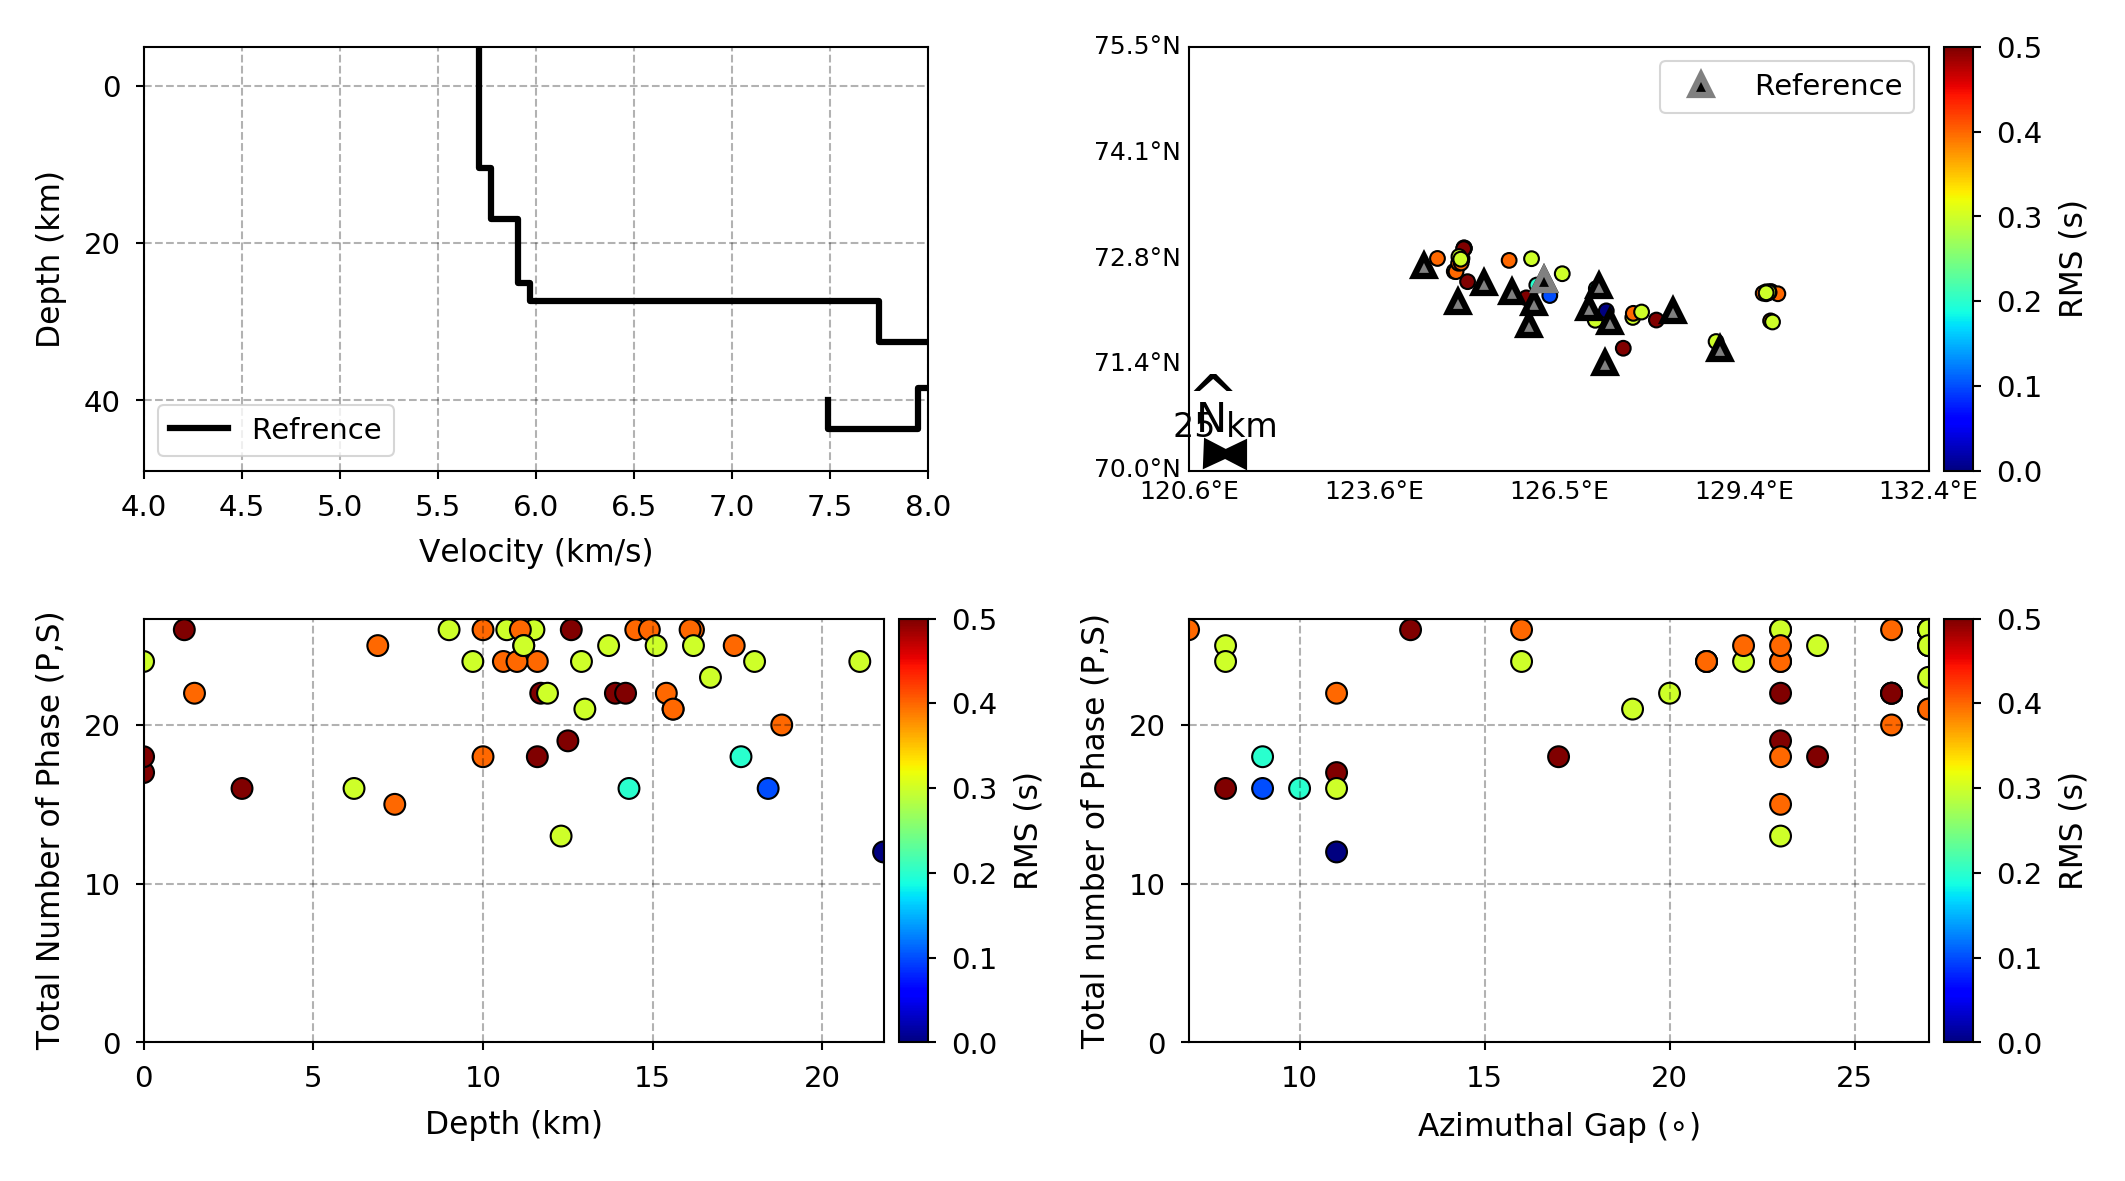 0
20
40
Depth (km)
Refrence
4.0 4.5 5.0 5.5 6.0 6.5 7.0 7.5 8.0
Velocity (km/s)
75.5°N
74.1°N
72.8°N
71.4°N
70.0°N
Reference
N
25 km
120.6°E 123.6°E 126.5°E 129.4°E 132.4°E
0.5
0.4
0.3
0.2
0.1
0.0
RMS (s)
Total Number of Phase (P,S)
20
10
0
0 5 10 15 20
Depth (km)
0.5
0.4
0.3
0.2
0.1
0.0
RMS (s)
Total number of Phase (P,S)
20
10
0
10 15 20 25
Azimuthal Gap (∘)
0.5
0.4
0.3
0.2
0.1
0.0
RMS (s)